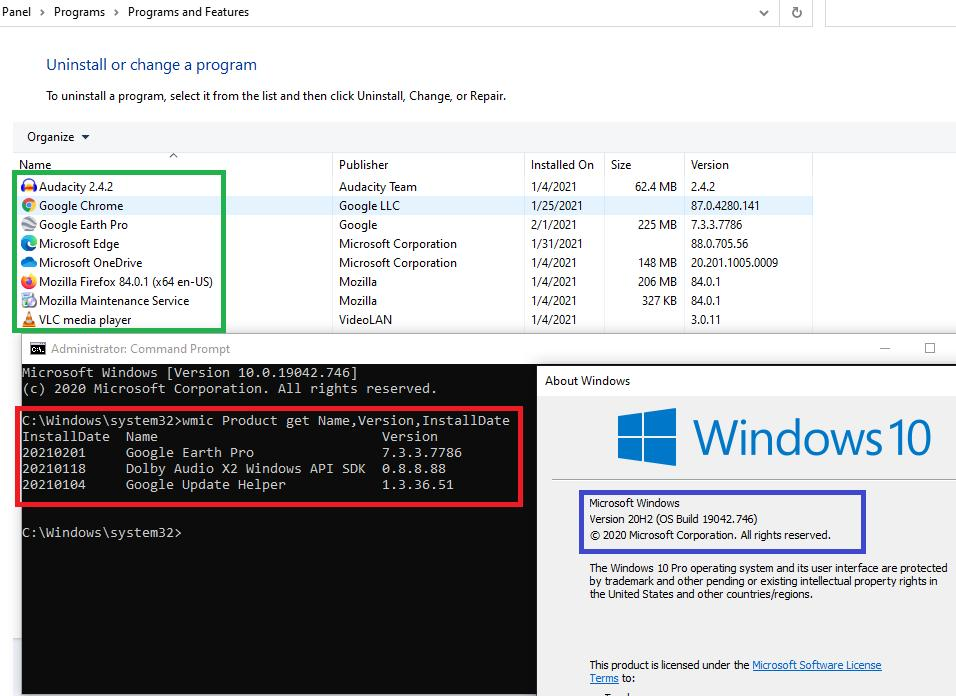 Panel > Programs > Programs and Features
Uninstall or change a program
To uninstall a program, select it from the list and then click Uninstall, Change, or Repair.
Organize
Name Publisher Installed On Size Version
Audacity 2.4.2 Audacity Team 1/4/2021 62.4 MB 2.4.2
Google Chrome Google LLC 1/25/2021 87.0.4280.141
Google Earth Pro Google 2/1/2021 225 MB 7.3.3.7786
Microsoft Edge Microsoft Corporation 1/31/2021 88.0.705.56
Microsoft OneDrive Microsoft Corporation 1/4/2021 148 MB 20.201.1005.0009
Mozilla Firefox 84.0.1 (x64 en-US) Mozilla 1/4/2021 206 MB 84.0.1
Mozilla Maintenance Service Mozilla 1/4/2021 327 KB 84.0.1
VLC media player VideoLAN 1/4/2021 3.0.11
Administrator: Command Prompt
Microsoft Windows [Version 10.0.19042.746]
(c) 2020 Microsoft Corporation. All rights reserved.
C:\Windows\system32>wmic Product get Name,Version,InstallDate
InstallDate Name Version
20210201 Google Earth Pro 7.3.3.7786
20210118 Dolby Audio X2 Windows API SDK 0.8.8.88
20210104 Google Update Helper 1.3.36.51
C:\Windows\system32>
About Windows
Windows 10
Microsoft Windows
Version 20H2 (OS Build 19042.746)
© 2020 Microsoft Corporation. All rights reserved.
The Windows 10 Pro operating system and its user interface are protected
by trademark and other pending or existing intellectual property rights in
the United States and other countries/regions.
This product is licensed under the Microsoft Software License
Terms to: